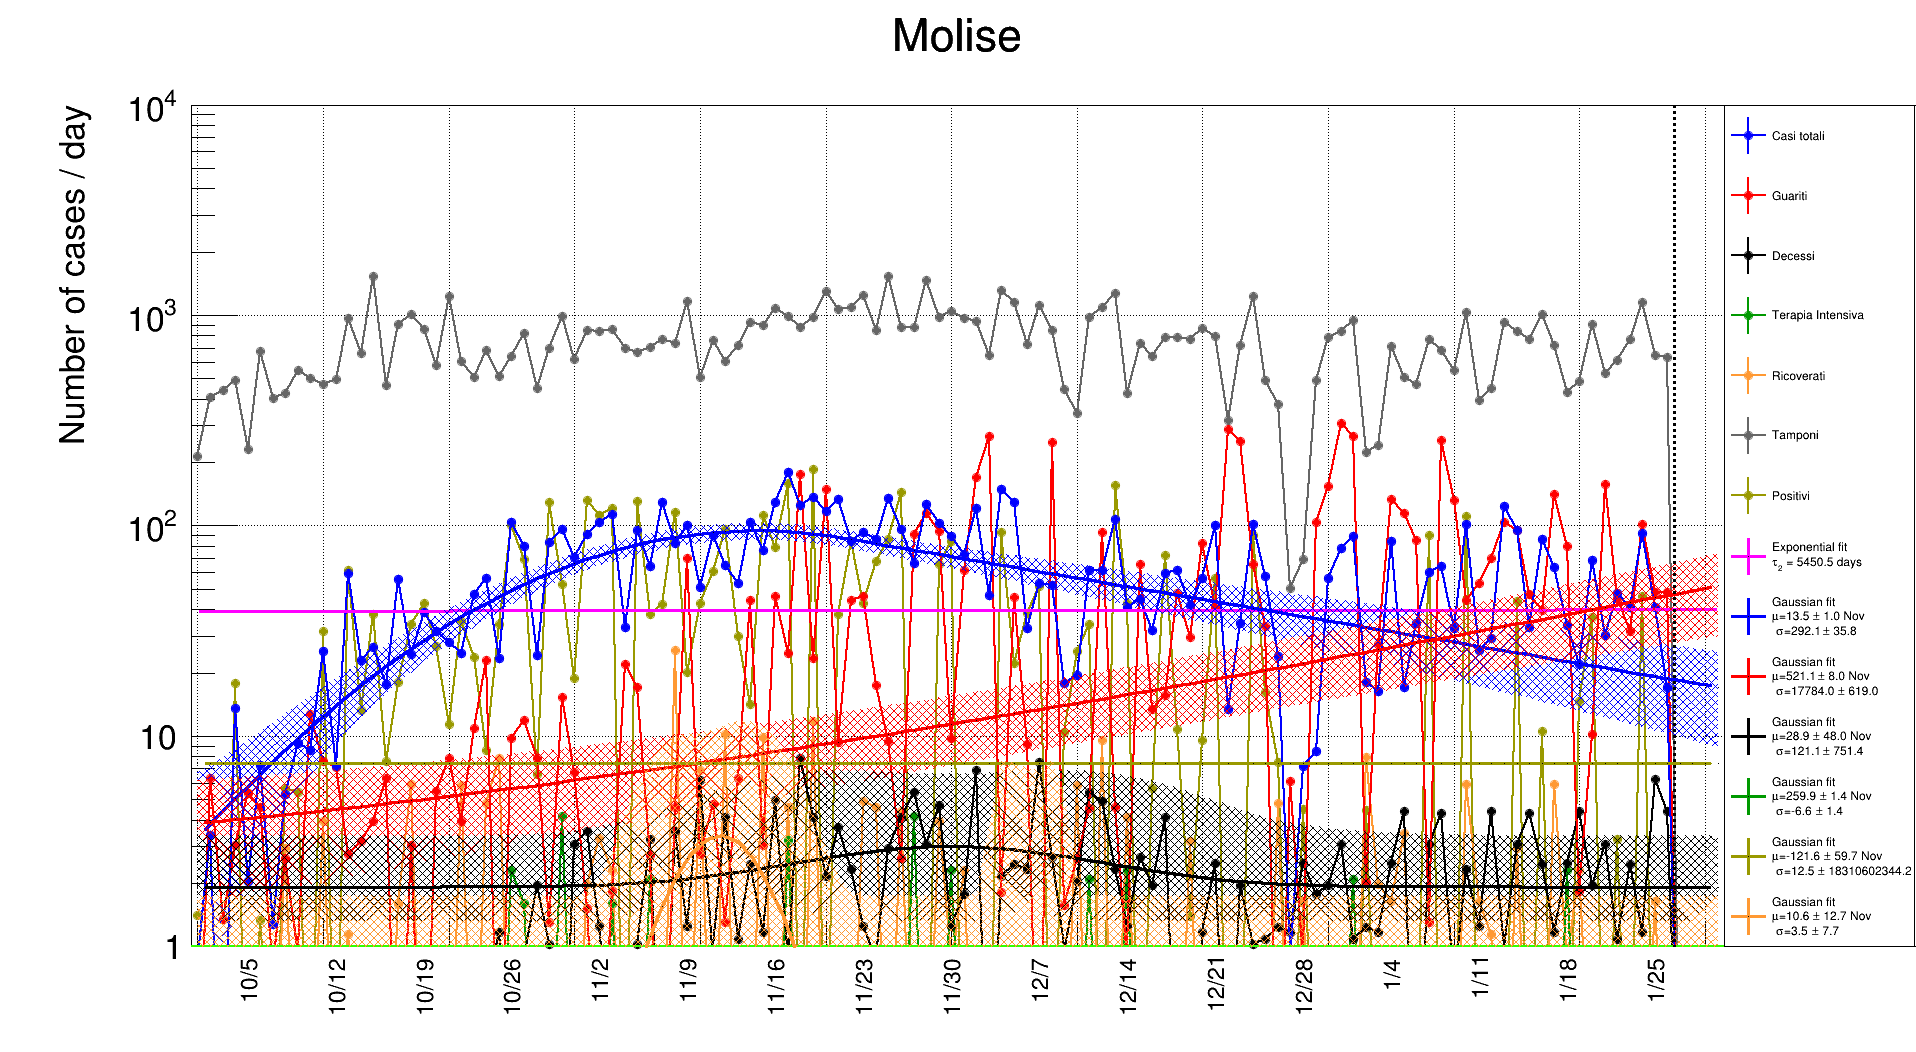 Molise
Number of cases / day
10^4
10^3
10^2
10
1
10/5
10/12
10/19
10/26
11/2
11/9
11/16
11/23
11/30
12/7
12/14
12/21
12/28
1/4
1/11
1/18
1/25
Casi totali
Guariti
Decessi
Terapia Intensiva
Ricoverati
Tamponi
Positivi
Exponential fit
τ₂ = 5450.5 days
Gaussian fit
μ=13.5 ± 1.0 Nov
σ=292.1 ± 35.8
Gaussian fit
μ=521.1 ± 8.0 Nov
σ=17784.0 ± 619.0
Gaussian fit
μ=28.9 ± 48.0 Nov
σ=121.1 ± 751.4
Gaussian fit
μ=259.9 ± 1.4 Nov
σ=-6.6 ± 1.4
Gaussian fit
μ=-121.6 ± 59.7 Nov
σ=12.5 ± 18310602344.2
Gaussian fit
μ=10.6 ± 12.7 Nov
σ=3.5 ± 7.7